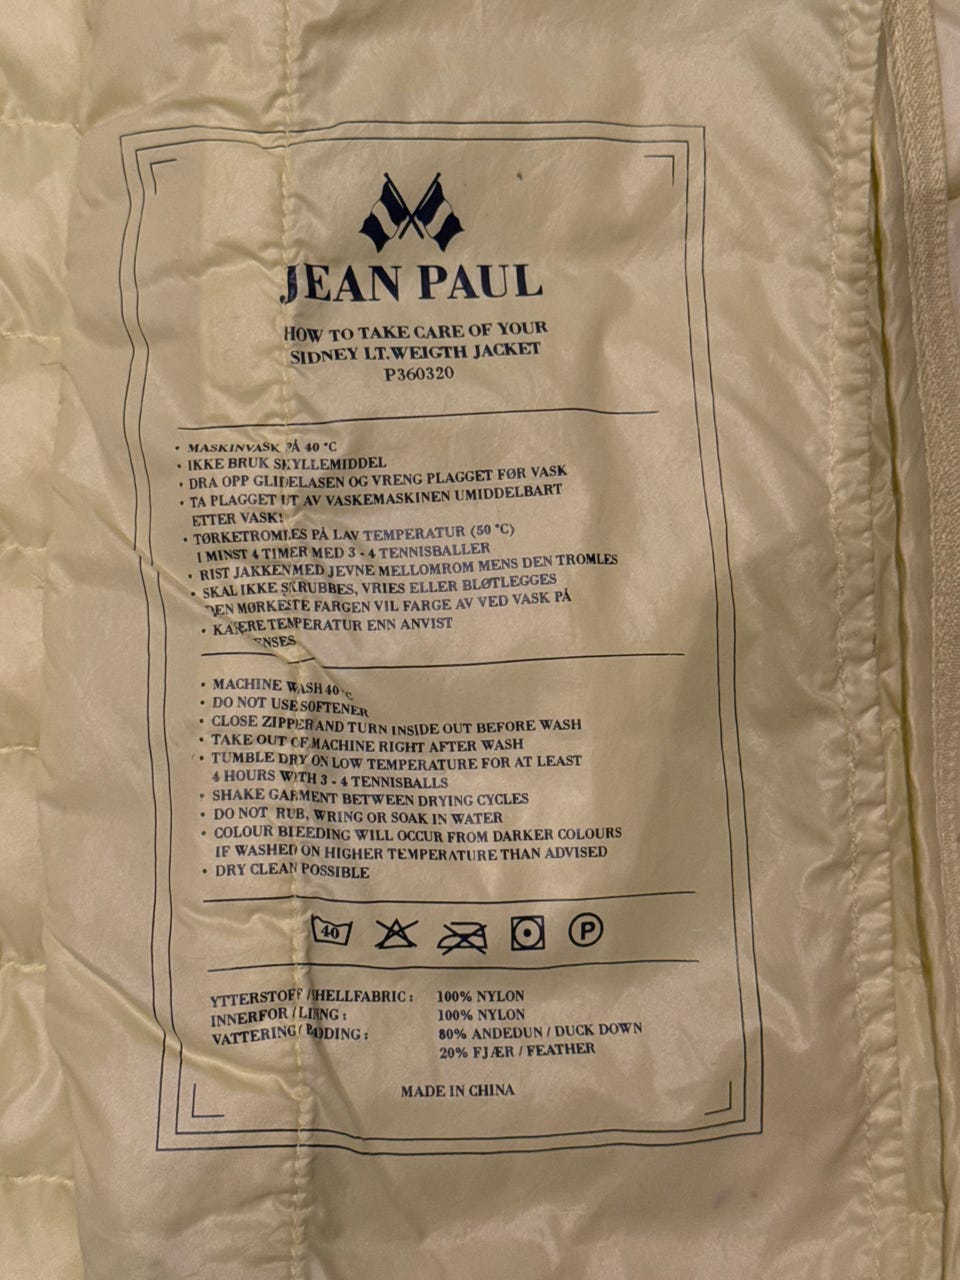 JEAN PAUL
HOW TO TAKE CARE OF YOUR
SIDNEY LT.WEIGTH JACKET
P360320
• MASKINVASK PÅ 40 °C
• IKKE BRUK SKYLLEMIDDEL
• DRA OPP GLIDELASEN OG VRENG PLAGGET FØR VASK
• TA PLAGGET UT AV VASKEMASKINEN UMIDDELBART
ETTER VASK!
• TØRKETROMLES PÅ LAV TEMPERATUR (50 °C)
I MINST 4 TIMER MED 3 - 4 TENNISBALLER
• RIST JAKKEN MED JEVNE MELLOMROM MENS DEN TROMLES
• SKAL IKKE SKRUBBES, VRIES ELLER BLØTLEGGES
DEN MØRKESTE FARGEN VIL FARGE AV VED VASK PÅ
• TEMPERATUR ENN ANVIST
• MACHINE WASH 40 °C
• DO NOT USE SOFTENER
• CLOSE ZIPPER AND TURN INSIDE OUT BEFORE WASH
• TAKE OUT OF MACHINE RIGHT AFTER WASH
• TUMBLE DRY ON LOW TEMPERATURE FOR AT LEAST
4 HOURS WITH 3 - 4 TENNISBALLS
• SHAKE GARMENT BETWEEN DRYING CYCLES
• DO NOT RUB, WRING OR SOAK IN WATER
• COLOUR BLEEDING WILL OCCUR FROM DARKER COLOURS
IF WASHED ON HIGHER TEMPERATURE THAN ADVISED
• DRY CLEAN POSSIBLE
40 P
YTTERSTOFF / SHELLFABRIC : 100% NYLON
INNERFOR / LINING : 100% NYLON
VATTERING / PADDING : 80% ANDEDUN / DUCK DOWN
20% FJÆR / FEATHER
MADE IN CHINA